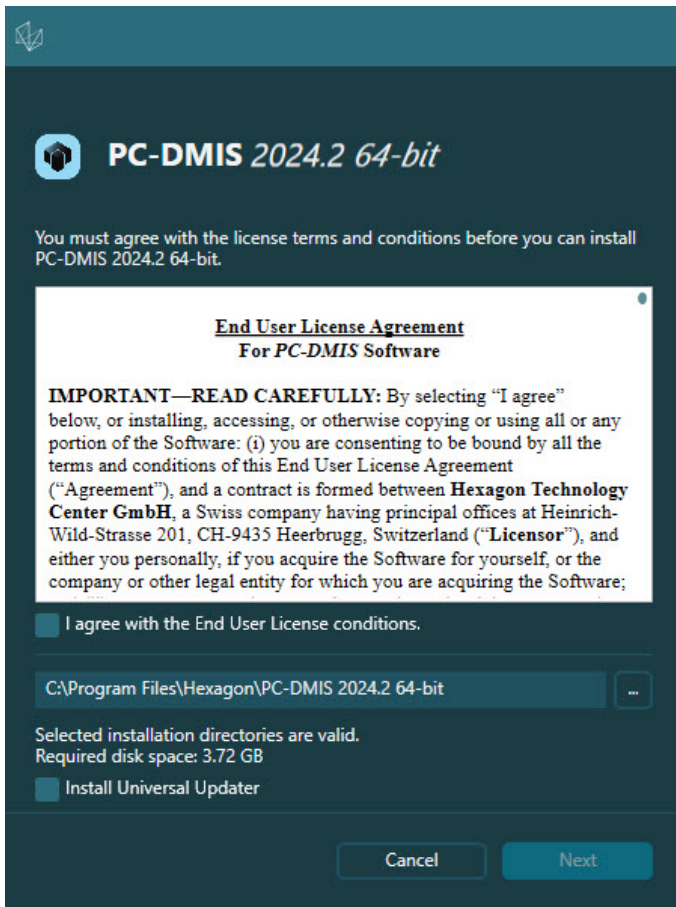 PC-DMIS 2024.2 64-bit
You must agree with the license terms and conditions before you can install
PC-DMIS 2024.2 64-bit.
End User License Agreement
For PC-DMIS Software
IMPORTANT—READ CAREFULLY: By selecting “I agree”
below, or installing, accessing, or otherwise copying or using all or any
portion of the Software: (i) you are consenting to be bound by all the
terms and conditions of this End User License Agreement
(“Agreement”), and a contract is formed between Hexagon Technology
Center GmbH, a Swiss company having principal offices at Heinrich-
Wild-Strasse 201, CH-9435 Heerbrugg, Switzerland (“Licensor”), and
either you personally, if you acquire the Software for yourself, or the
company or other legal entity for which you are acquiring the Software;
I agree with the End User License conditions.
C:\Program Files\Hexagon\PC-DMIS 2024.2 64-bit
...
Selected installation directories are valid.
Required disk space: 3.72 GB
Install Universal Updater
Cancel
Next